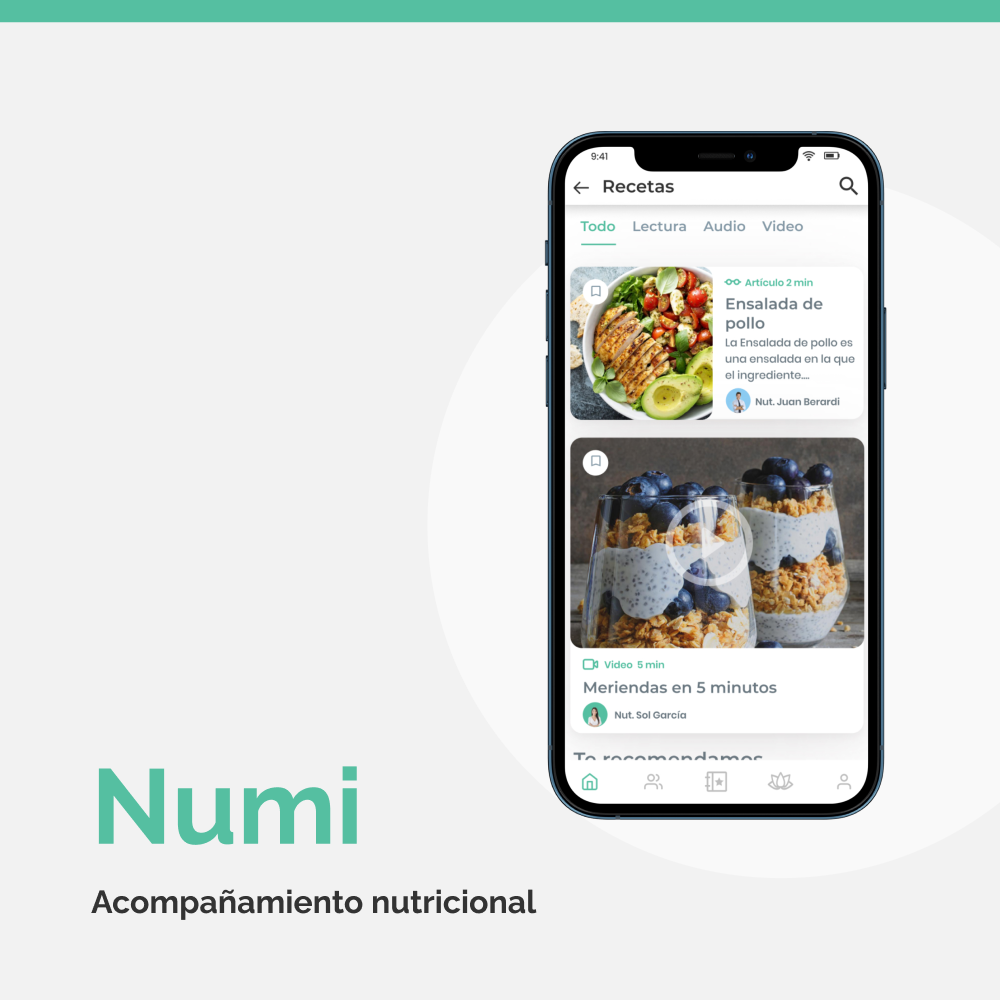 9:41
Recetas
Todo Lectura Audio Video
Artículo 2 min
Ensalada de
pollo
La Ensalada de pollo es
una ensalada en la que
el ingrediente....
Nut. Juan Berardi
Video 5 min
Meriendas en 5 minutos
Nut. Sol García
Te recomendamos
Numi
Acompañamiento nutricional